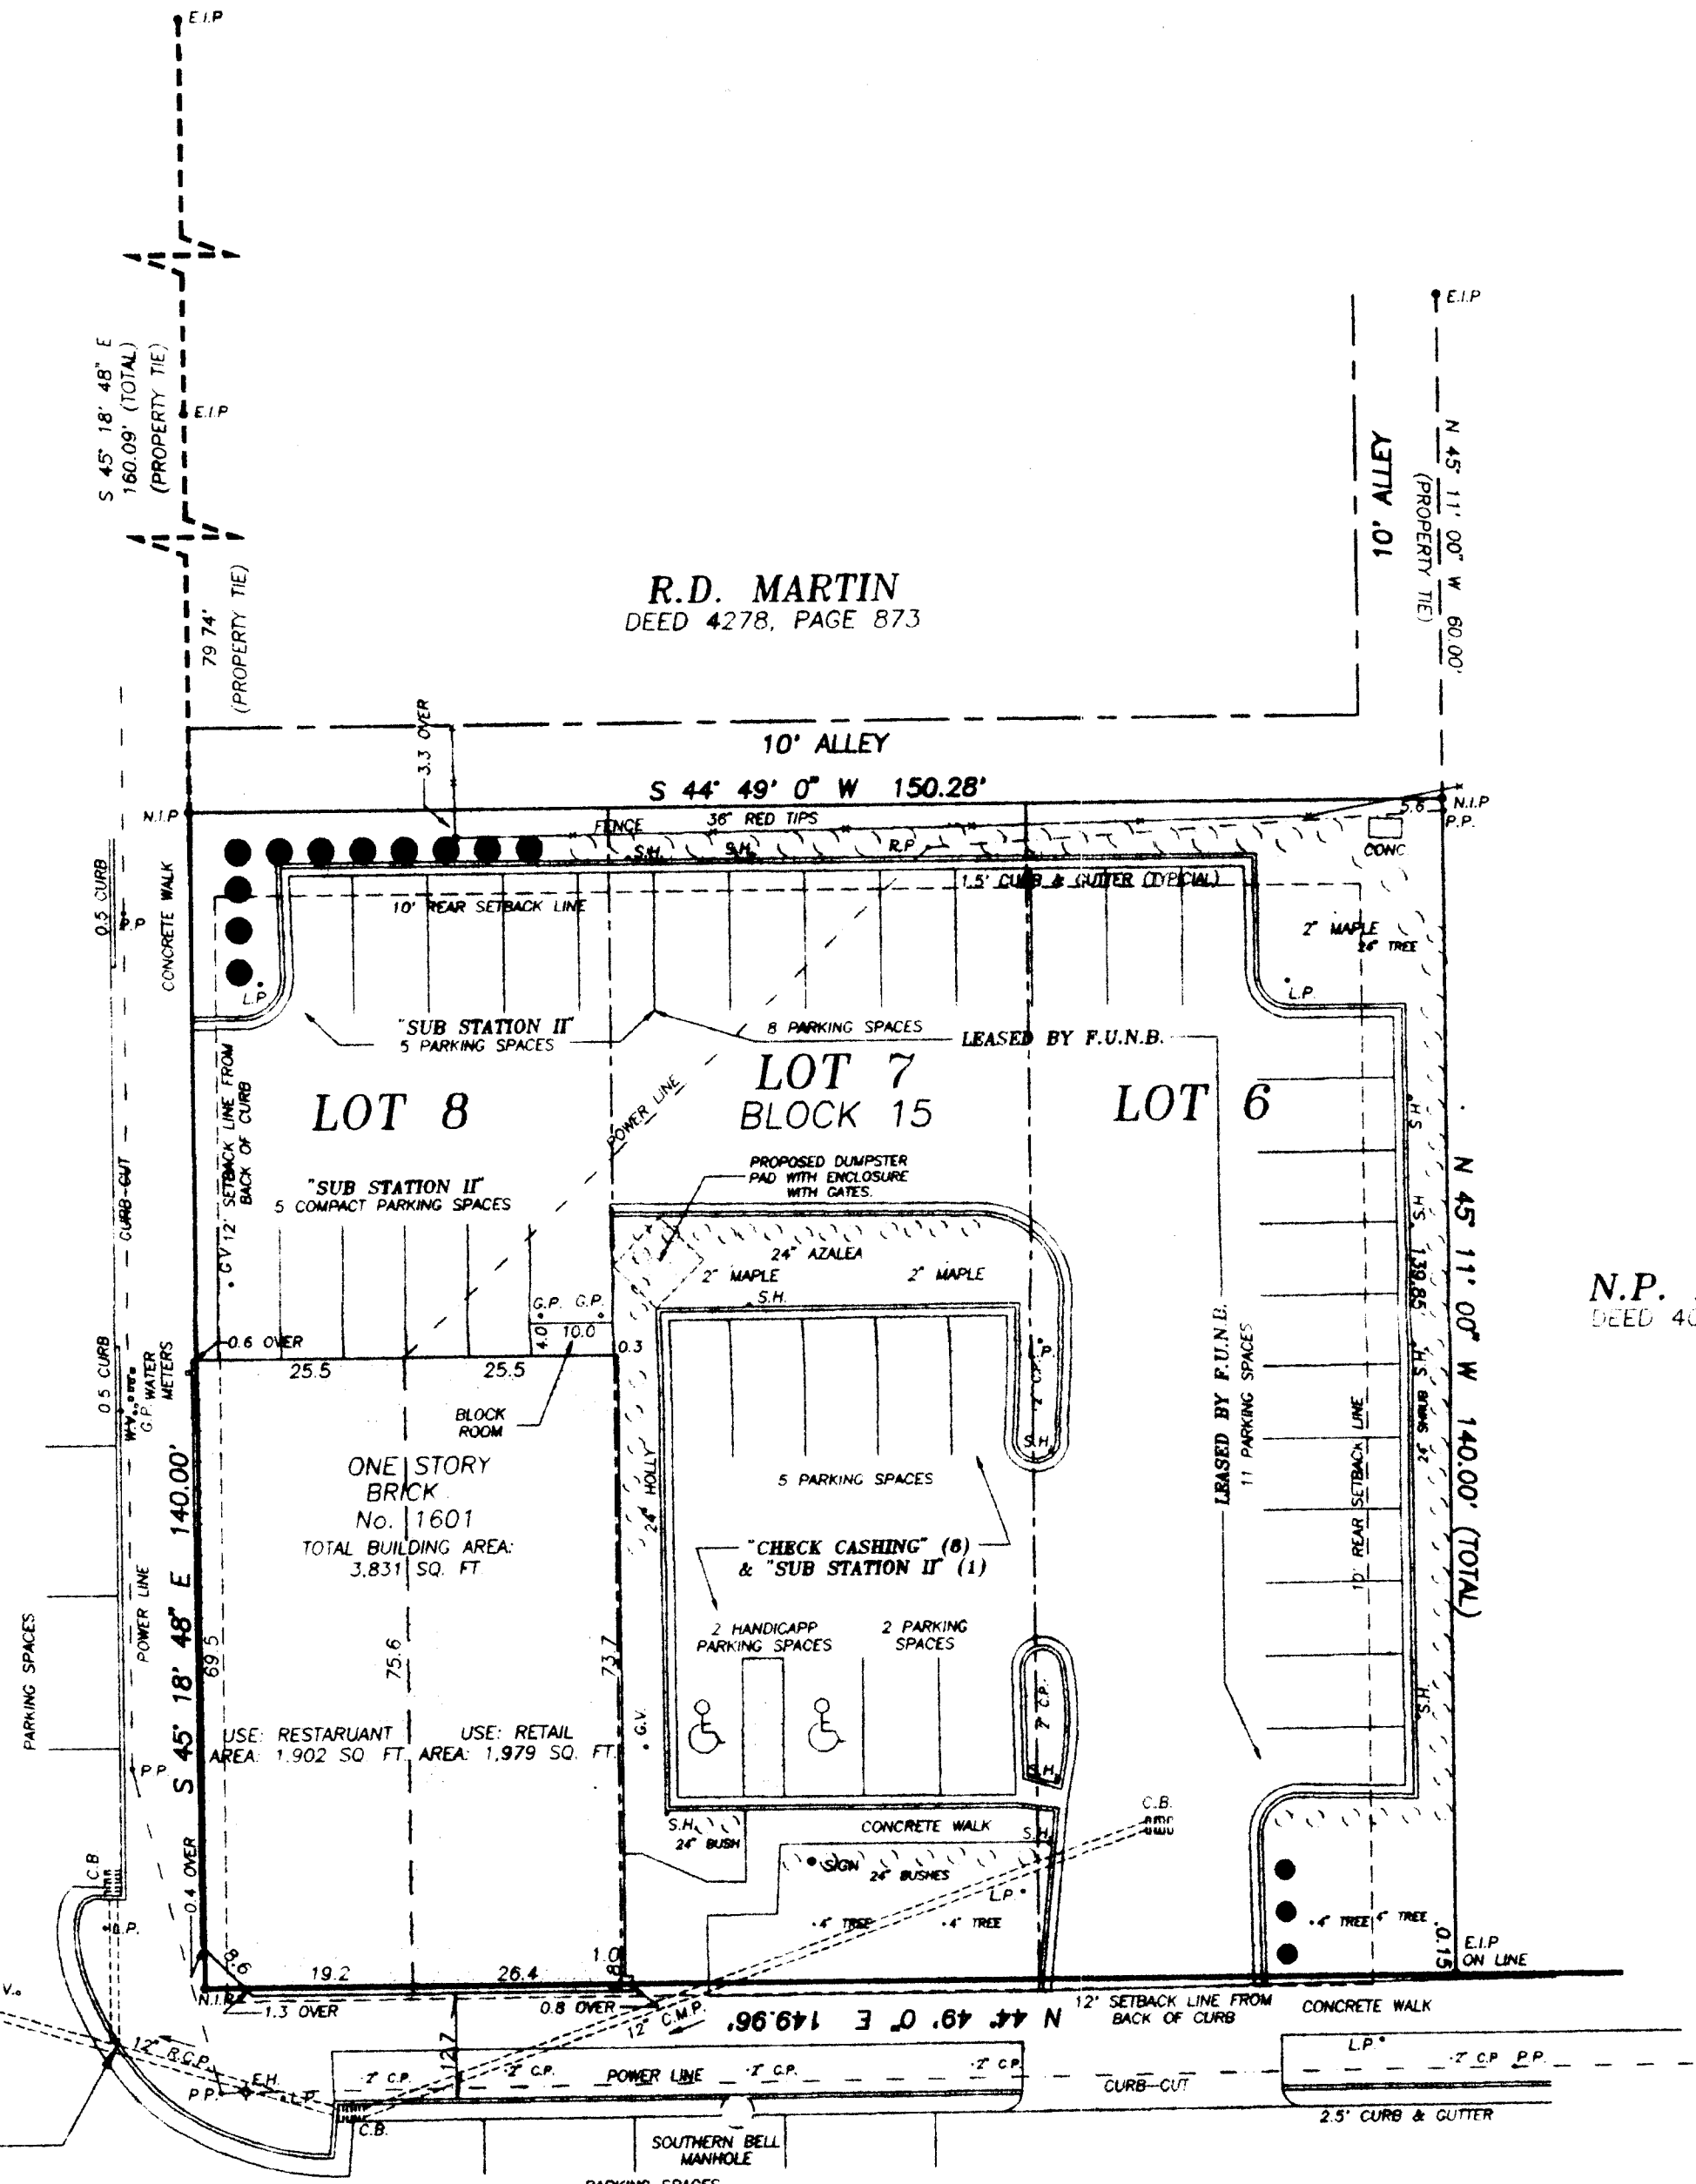 E.I.P
E.I.P
S 45° 18' 48" E
160.09' (TOTAL)
(PROPERTY TIE)
E.I.P
10' ALLEY
N 45° 11' 00" W 60.00'
(PROPERTY TIE)
79 74'
(PROPERTY TIE)
R.D. MARTIN
DEED 4278, PAGE 873
3.3 OVER
10' ALLEY
S 44° 49' 0" W 150.28'
N.I.P
FENCE
36" RED TIPS
5.6
N.I.P
P.P.
S.H.
S.H.
R.P
CONC
0.5 CURB
P.P
CONCRETE WALK
10' REAR SETBACK LINE
1.5' CURB & GUTTER (TYPICIAL)
2" MAPLE
24" TREE
L.P
L.P.
"SUB STATION II"
5 PARKING SPACES
8 PARKING SPACES
LEASED BY F.U.N.B.
12' SETBACK LINE FROM
BACK OF CURB
G.V
LOT 8
POWER LINE
LOT 7
BLOCK 15
LOT 6
H.S
CURB-CUT
"SUB STATION II"
5 COMPACT PARKING SPACES
PROPOSED DUMPSTER
PAD WITH ENCLOSURE
WITH GATES.
24" AZALEA
2" MAPLE
2" MAPLE
H.S
139.85'
N 45° 11' 00" W 140.00' (TOTAL)
N.P.
DEED 40
G.P.
G.P.
4.0
10.0
S.H.
0.6 OVER
25.5
25.5
0.3
L.P.
2" C.P.
S.H.
H.S
24" SHRUB
0.5 CURB
W.V.
G.P.
WATER
METERS
BLOCK
ROOM
LEASED BY F.U.N.B.
11 PARKING SPACES
10' REAR SETBACK LINE
ONE STORY
BRICK
No. 1601
TOTAL BUILDING AREA:
3,831 SQ. FT.
24" HOLLY
5 PARKING SPACES
"CHECK CASHING" (8)
& "SUB STATION II" (1)
S 45° 18' 48" E 140.00'
POWER LINE
PARKING SPACES
69.5
75.6
73.7
2 HANDICAPP
PARKING SPACES
2 PARKING
SPACES
2" C.P.
H.S
USE: RESTARUANT
AREA: 1.902 SQ. FT.
USE: RETAIL
AREA: 1,979 SQ. FT.
G.V.
P.P.
S.H.
24" BUSH
CONCRETE WALK
S.H.
C.B.
SIGN
24" BUSHES
C.B
0.4 OVER
L.P.
4" TREE
4" TREE
4" TREE
4" TREE
0.15
E.I.P
ON LINE
8.6
19.2
26.4
1.0
N.I.P.
1.3 OVER
0.8 OVER
12" C.M.P.
N 44° 49' 0" E 149.96'
12' SETBACK LINE FROM
BACK OF CURB
CONCRETE WALK
V.
12" R.C.P.
12.7
L.P.
P.P.
E.H.
L.P.
2" C.P.
2" C.P.
POWER LINE
2" C.P.
2" C.P
CURB-CUT
2" C.P
P.P.
C.B.
2.5' CURB & GUTTER
SOUTHERN BELL
MANHOLE
PARKING SPACES